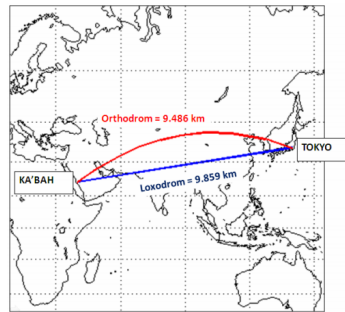 Orthodrom = 9.486 km
TOKYO
KA'BAH
Loxodrom = 9.859 km